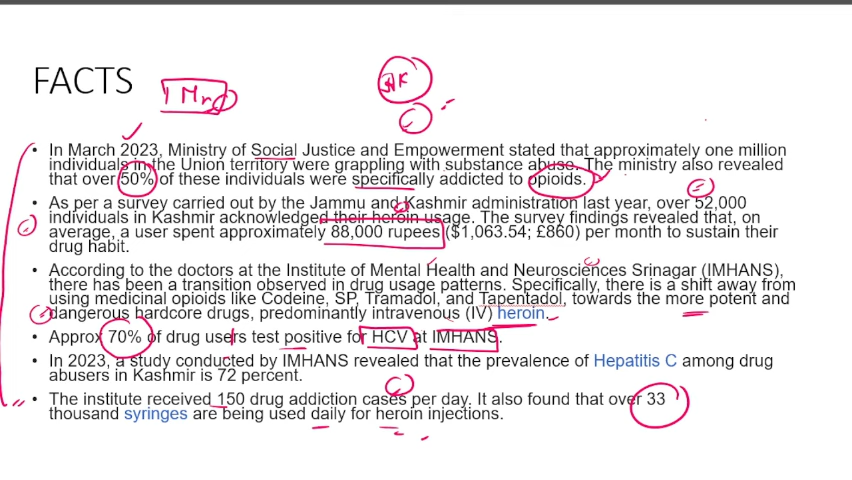 FACTS
1 Mn
J&K
• In March 2023, Ministry of Social Justice and Empowerment stated that approximately one million
individuals in the Union territory were grappling with substance abuse. The ministry also revealed
that over 50% of these individuals were specifically addicted to opioids.
• As per a survey carried out by the Jammu and Kashmir administration last year, over 52,000
individuals in Kashmir acknowledged their heroin usage. The survey findings revealed that, on
average, a user spent approximately 88,000 rupees ($1,063.54; £860) per month to sustain their
drug habit.
• According to the doctors at the Institute of Mental Health and Neurosciences Srinagar (IMHANS),
there has been a transition observed in drug usage patterns. Specifically, there is a shift away from
using medicinal opioids like Codeine, SP, Tramadol, and Tapentadol, towards the more potent and
dangerous hardcore drugs, predominantly intravenous (IV) heroin.
• Approx 70% of drug users test positive for HCV at IMHANS.
• In 2023, a study conducted by IMHANS revealed that the prevalence of Hepatitis C among drug
abusers in Kashmir is 72 percent.
• The institute received 150 drug addiction cases per day. It also found that over 33
thousand syringes are being used daily for heroin injections.